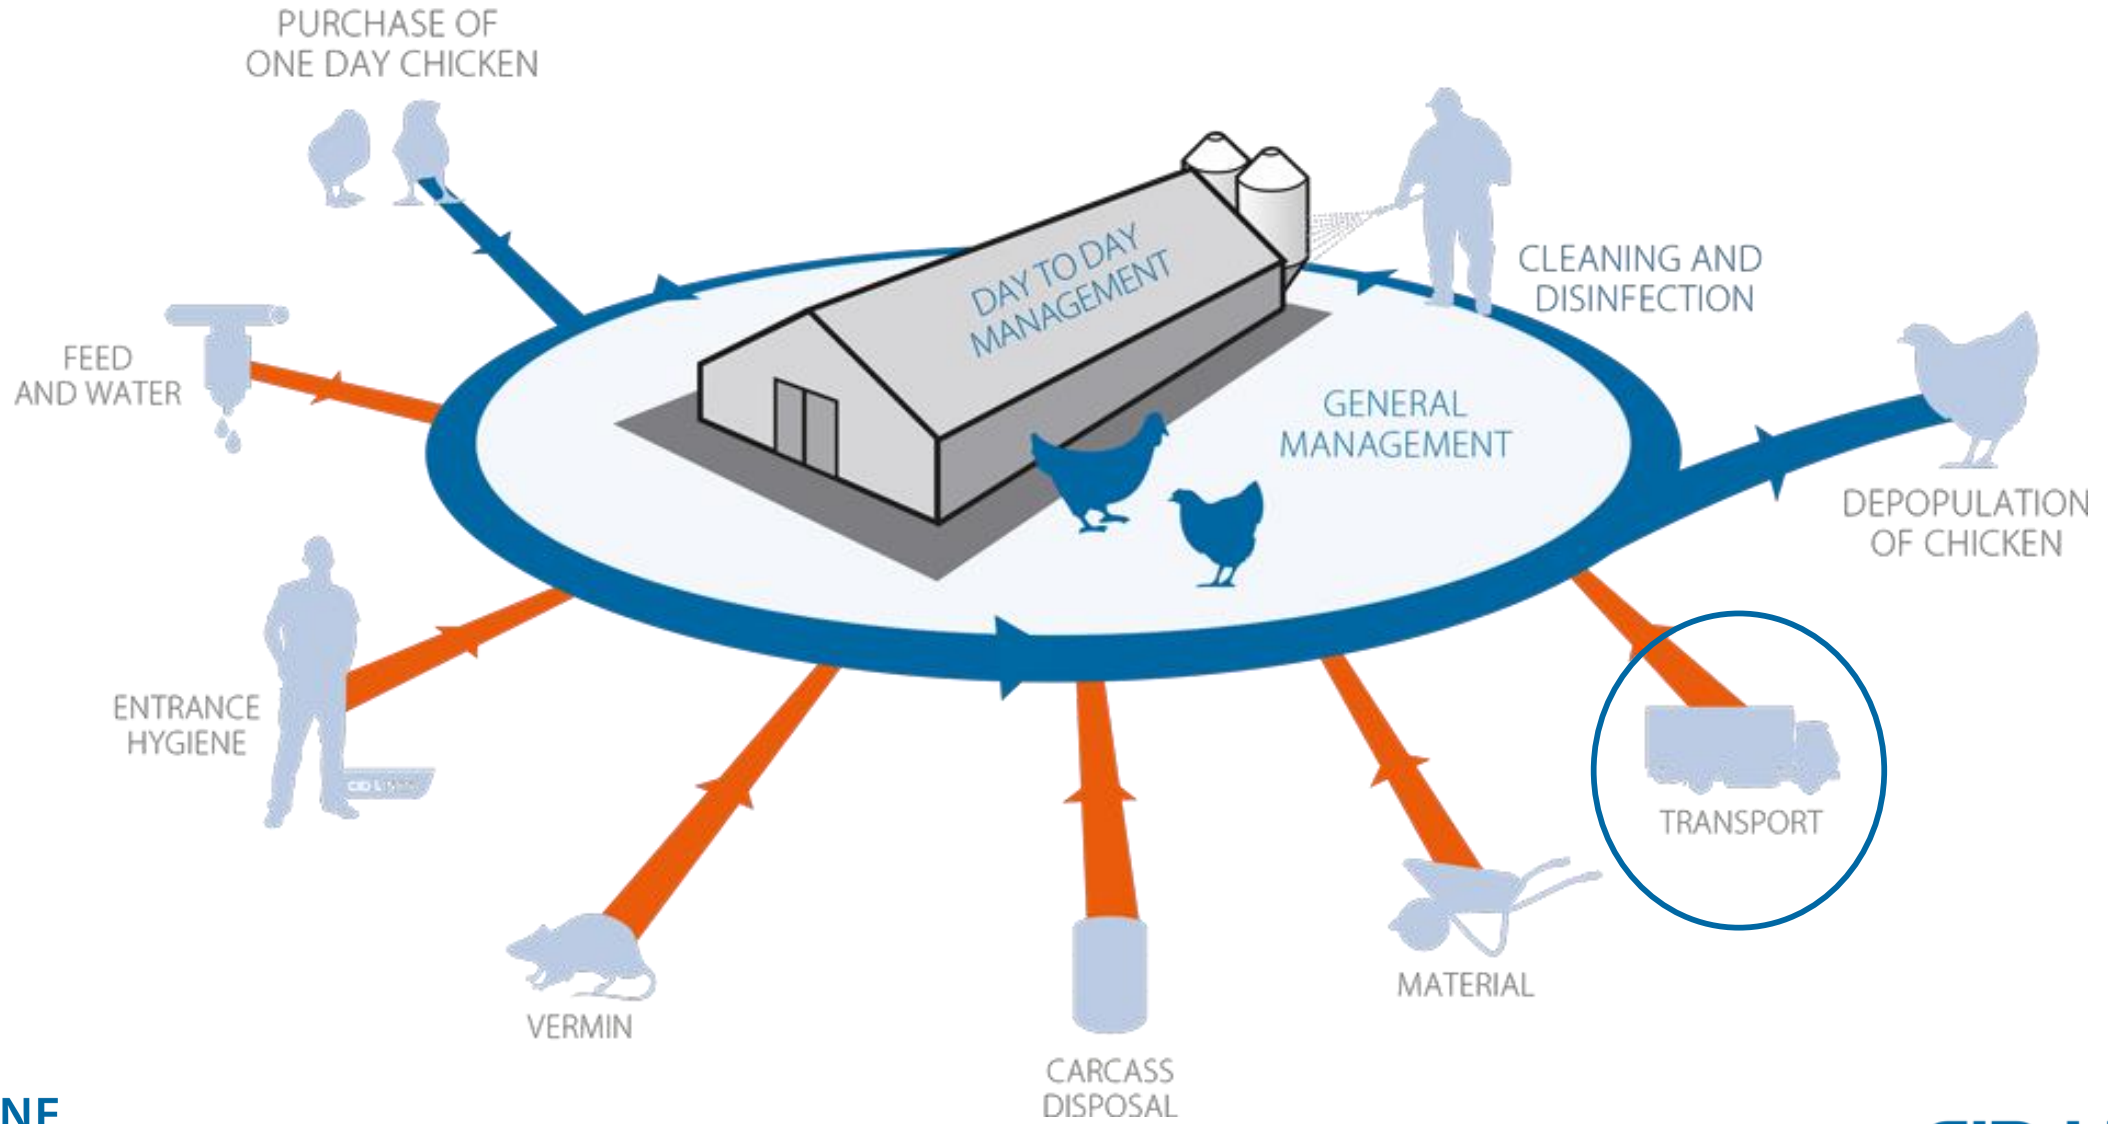 PURCHASE OF
ONE DAY CHICKEN
DAY TO DAY
MANAGEMENT
CLEANING AND
DISINFECTION
FEED
AND WATER
GENERAL
MANAGEMENT
DEPOPULATION
OF CHICKEN
ENTRANCE
HYGIENE
TRANSPORT
MATERIAL
VERMIN
CARCASS
DISPOSAL